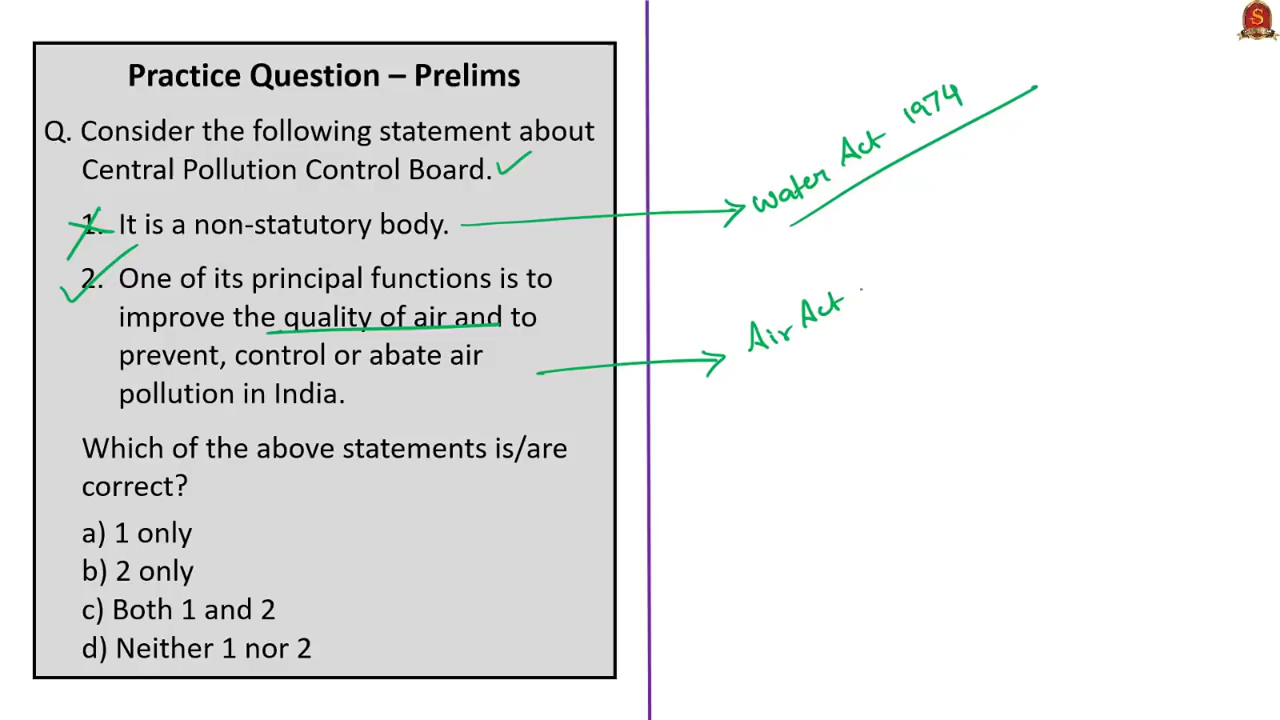 Practice Question – Prelims
Q. Consider the following statement about
Central Pollution Control Board.
1. It is a non-statutory body.
2. One of its principal functions is to
improve the quality of air and to
prevent, control or abate air
pollution in India.
Which of the above statements is/are
correct?
a) 1 only
b) 2 only
c) Both 1 and 2
d) Neither 1 nor 2
Water Act 1974
Air Act
S